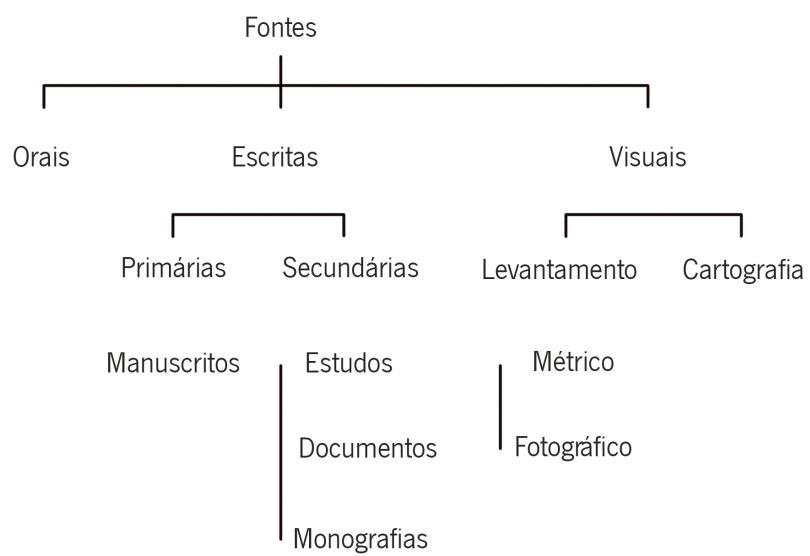 Fontes
Orais Escritas Visuais
Primárias Secundárias Levantamento Cartografia
Manuscritos Estudos Métrico
Documentos Fotográfico
Monografias